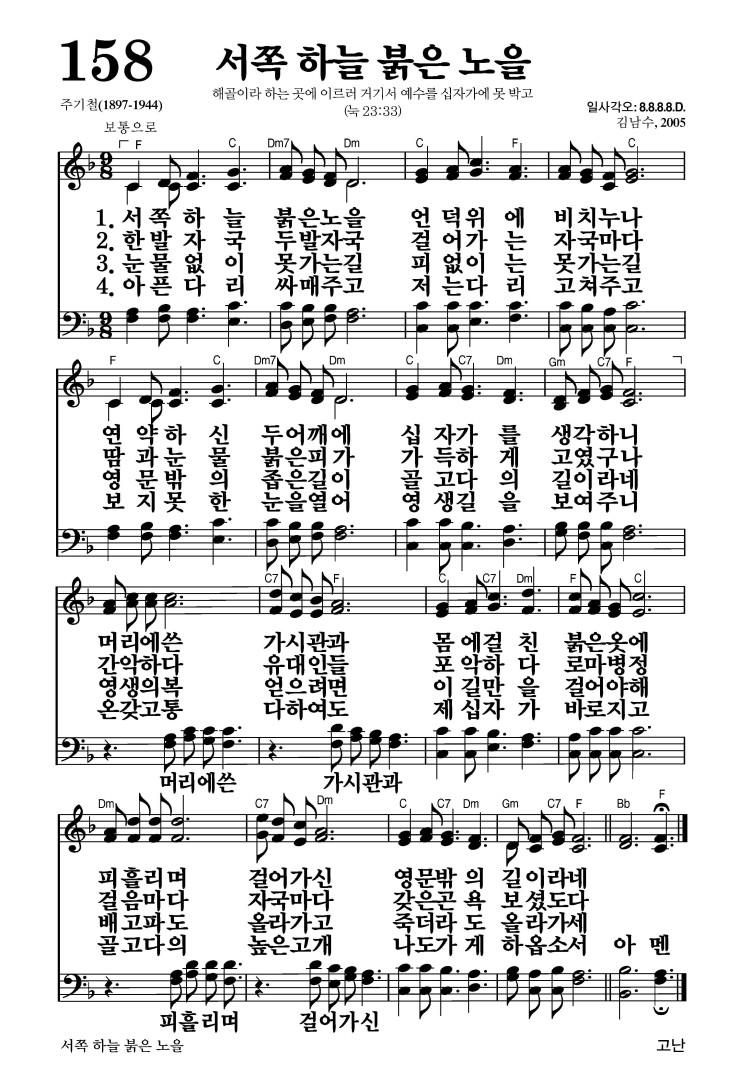 158
서쪽 하늘 붉은 노을
해골이라 하는 곳에 이르러 거기서 예수를 십자가에 못 박고
(눅 23:33)
주기철(1897-1944)
일사각오: 8.8.8.8.D.
김남수, 2005
보통으로
F C Dm7 Dm C F C
1. 서 쪽 하 늘 붉은노을 언 덕위 에 비치누나
2. 한 발 자 국 두발자국 걸 어가 는 자국마다
3. 눈 물 없 이 못가는길 피 없이 는 못가는길
4. 아 픈 다 리 싸매주고 저 는다 리 고쳐주고
F C Dm7 Dm C C7 Dm Gm C7 F
연 약하 신 두어깨에 십 자가 를 생각하니
땀 과눈 물 붉은피가 가 득하 게 고였구나
영 문밖 의 좁은길이 골 고다 의 길이라네
보 지못 한 눈을열어 영 생길 을 보여주니
C7 F C C7 Dm F C
머리에쓴 가시관과 몸 에걸 친 붉은옷에
간악하다 유대인들 포 악하 다 로마병정
영생의복 얻으려면 이 길만 을 걸어야해
온갖고통 다하여도 제 십자 가 바로지고
머리에쓴 가시관과
Dm C7 Dm C C7 Dm Gm C7 F Bb F
피흘리며 걸어가신 영문밖 의 길이라네
걸음마다 자국마다 갖은곤 욕 보셨도다
배고파도 올라가고 죽더라 도 올라가세
골고다의 높은고개 나도가 게 하옵소서 아 멘
피흘리며 걸어가신
서쪽 하늘 붉은 노을
고난